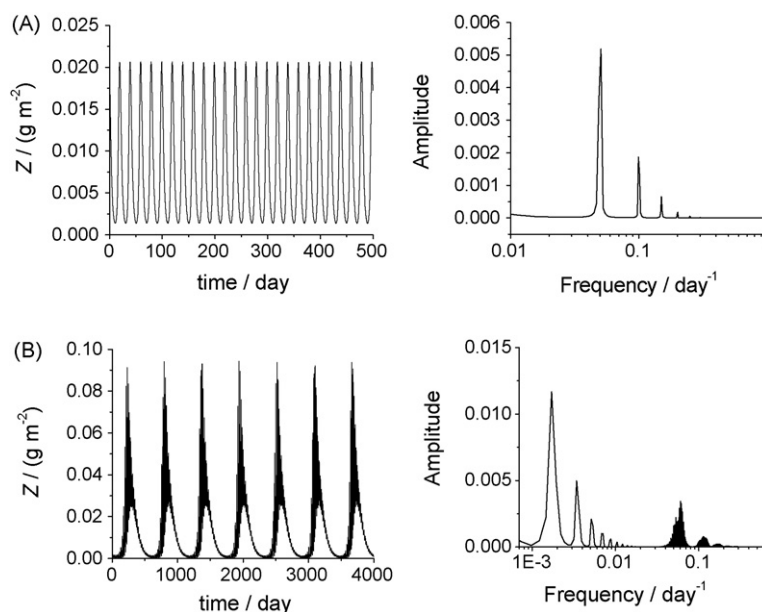 (A)
Z / (g m-2)
0.025
0.020
0.015
0.010
0.005
0.000
0 100 200 300 400 500
time / day
Amplitude
0.006
0.005
0.004
0.003
0.002
0.001
0.000
0.01 0.1
Frequency / day-1
(B)
Z / (g m-2)
0.10
0.08
0.06
0.04
0.02
0.00
0 1000 2000 3000 4000
time / day
Amplitude
0.015
0.010
0.005
0.000
1E-3 0.01 0.1
Frequency / day-1